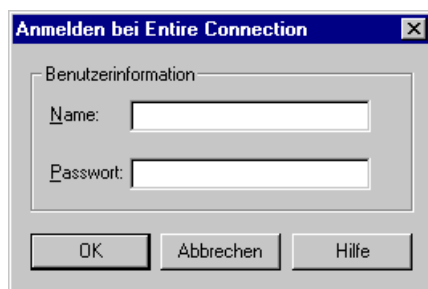 Anmelden bei Entire Connection
Benutzerinformation
Name:
Passwort:
OK Abbrechen Hilfe